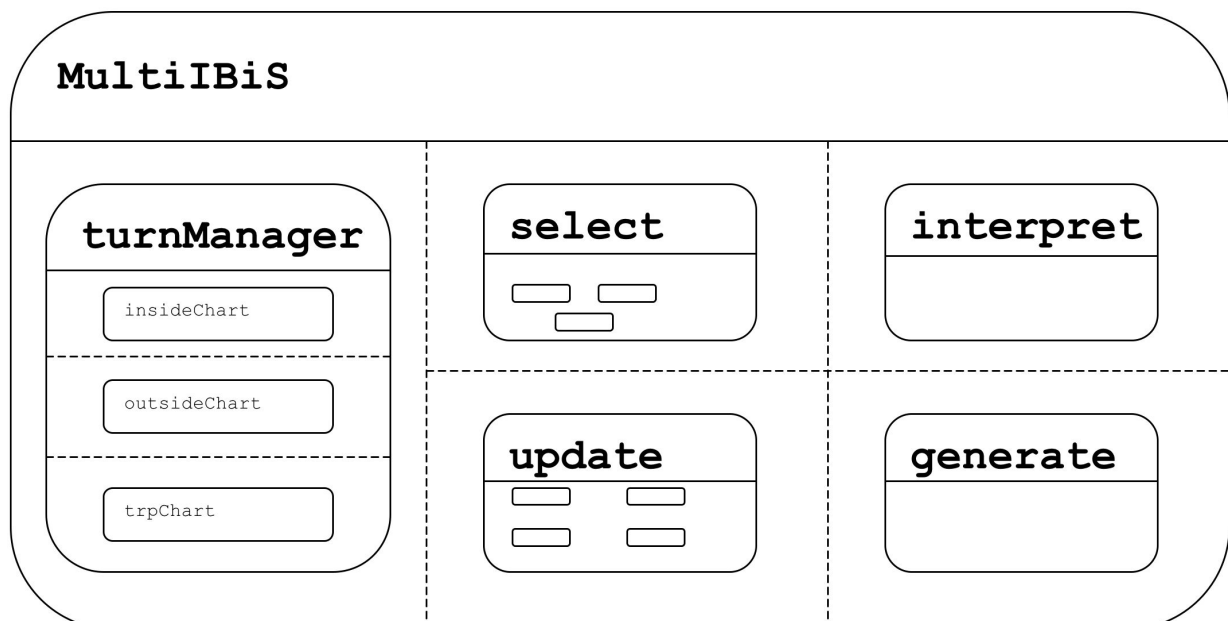 MultiIBiS
turnManager
insideChart
outsideChart
trpChart
select
update
interpret
generate